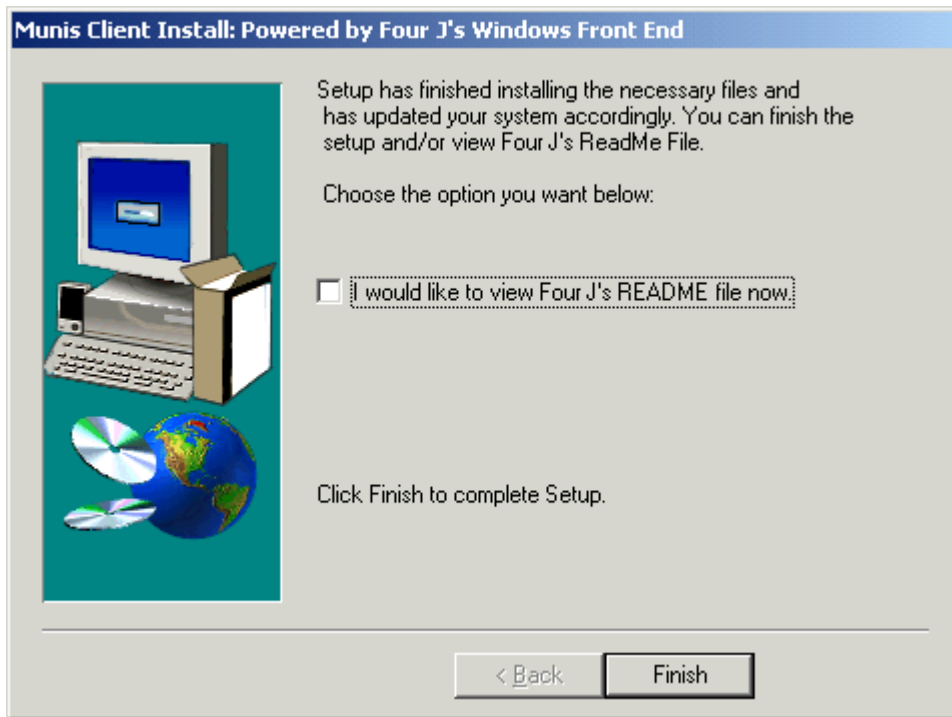 Munis Client Install: Powered by Four J's Windows Front End
Setup has finished installing the necessary files and
has updated your system accordingly. You can finish the
setup and/or view Four J's ReadMe File.
Choose the option you want below:
I would like to view Four J's README file now.
Click Finish to complete Setup.
< Back
Finish